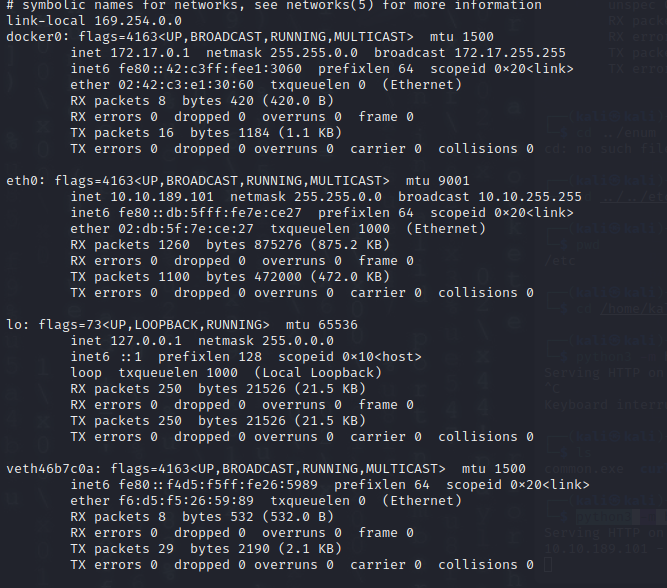 # symbolic names for networks, see networks(5) for more information
link-local 169.254.0.0
docker0: flags=4163<UP,BROADCAST,RUNNING,MULTICAST>  mtu 1500
        inet 172.17.0.1  netmask 255.255.0.0  broadcast 172.17.255.255
        inet6 fe80::42:c3ff:fee1:3060  prefixlen 64  scopeid 0×20<link>
        ether 02:42:c3:e1:30:60  txqueuelen 0  (Ethernet)
        RX packets 8  bytes 420 (420.0 B)
        RX errors 0  dropped 0  overruns 0  frame 0
        TX packets 16  bytes 1184 (1.1 KB)
        TX errors 0  dropped 0 overruns 0  carrier 0  collisions 0

eth0: flags=4163<UP,BROADCAST,RUNNING,MULTICAST>  mtu 9001
        inet 10.10.189.101  netmask 255.255.0.0  broadcast 10.10.255.255
        inet6 fe80::db:5fff:fe7e:ce27  prefixlen 64  scopeid 0×20<link>
        ether 02:db:5f:7e:ce:27  txqueuelen 1000  (Ethernet)
        RX packets 1260  bytes 875276 (875.2 KB)
        RX errors 0  dropped 0  overruns 0  frame 0
        TX packets 1100  bytes 472000 (472.0 KB)
        TX errors 0  dropped 0 overruns 0  carrier 0  collisions 0

lo: flags=73<UP,LOOPBACK,RUNNING>  mtu 65536
        inet 127.0.0.1  netmask 255.0.0.0
        inet6 ::1  prefixlen 128  scopeid 0×10<host>
        loop  txqueuelen 1000  (Local Loopback)
        RX packets 250  bytes 21526 (21.5 KB)
        RX errors 0  dropped 0  overruns 0  frame 0
        TX packets 250  bytes 21526 (21.5 KB)
        TX errors 0  dropped 0 overruns 0  carrier 0  collisions 0

veth46b7c0a: flags=4163<UP,BROADCAST,RUNNING,MULTICAST>  mtu 1500
        inet6 fe80::f4d5:f5ff:fe26:5989  prefixlen 64  scopeid 0×20<link>
        ether f6:d5:f5:26:59:89  txqueuelen 0  (Ethernet)
        RX packets 8  bytes 532 (532.0 B)
        RX errors 0  dropped 0  overruns 0  frame 0
        TX packets 29  bytes 2190 (2.1 KB)
        TX errors 0  dropped 0 overruns 0  carrier 0  collisions 0